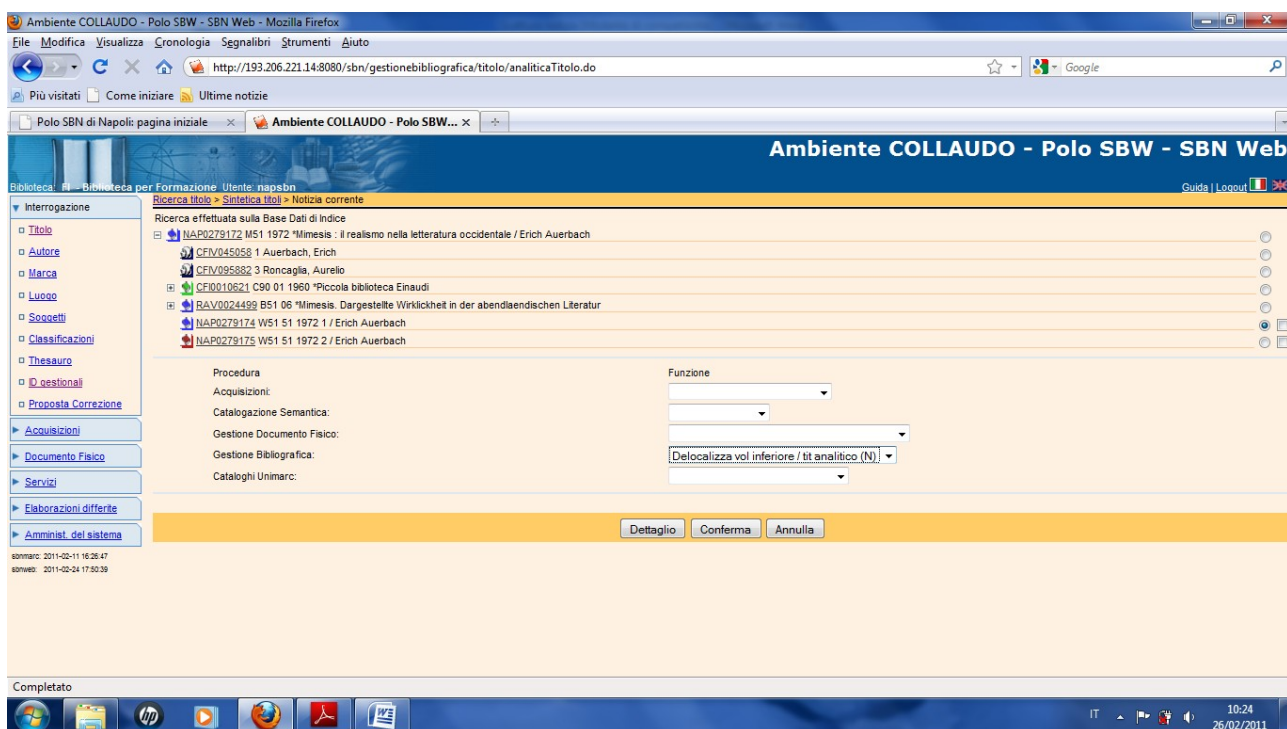 Ambiente COLLAUDO - Polo SBW - SBN Web - Mozilla Firefox
File Modifica Visualizza Cronologia Segnalibri Strumenti Aiuto
http://193.206.221.14:8080/sbn/gestionebibliografica/titolo/analiticaTitolo.do
Google
Più visitati Come iniziare Ultime notizie
Polo SBN di Napoli: pagina iniziale Ambiente COLLAUDO - Polo SBW...
Ambiente COLLAUDO - Polo SBW - SBN Web
Biblioteca: FI - Biblioteca per Formazione Utente: napsbn
Guida | Logout
Interrogazione
Titolo
Autore
Marca
Luogo
Soggetti
Classificazioni
Thesauro
ID gestionali
Proposta Correzione
Acquisizioni
Documento Fisico
Servizi
Elaborazioni differite
Amminist. del sistema
sbnmarc: 2011-02-11 16:26:47
sbnweb: 2011-02-24 17:50:39
Ricerca titolo > Sintetica titoli > Notizia corrente
Ricerca effettuata sulla Base Dati di Indice
NAP0279172 M51 1972 *Mimesis : il realismo nella letteratura occidentale / Erich Auerbach
CFIV045058 1 Auerbach, Erich
CFIV095882 3 Roncaglia, Aurelio
CFI0010621 C90 01 1960 *Piccola biblioteca Einaudi
RAV0024499 B51 06 *Mimesis. Dargestellte Wirklickheit in der abendlaendischen Literatur
NAP0279174 W51 51 1972 1 / Erich Auerbach
NAP0279175 W51 51 1972 2 / Erich Auerbach
Procedura Funzione
Acquisizioni:
Catalogazione Semantica:
Gestione Documento Fisico:
Gestione Bibliografica: Delocalizza vol inferiore / tit analitico (N)
Cataloghi Unimarc:
Dettaglio Conferma Annulla
Completato
hp
IT
10:24
26/02/2011